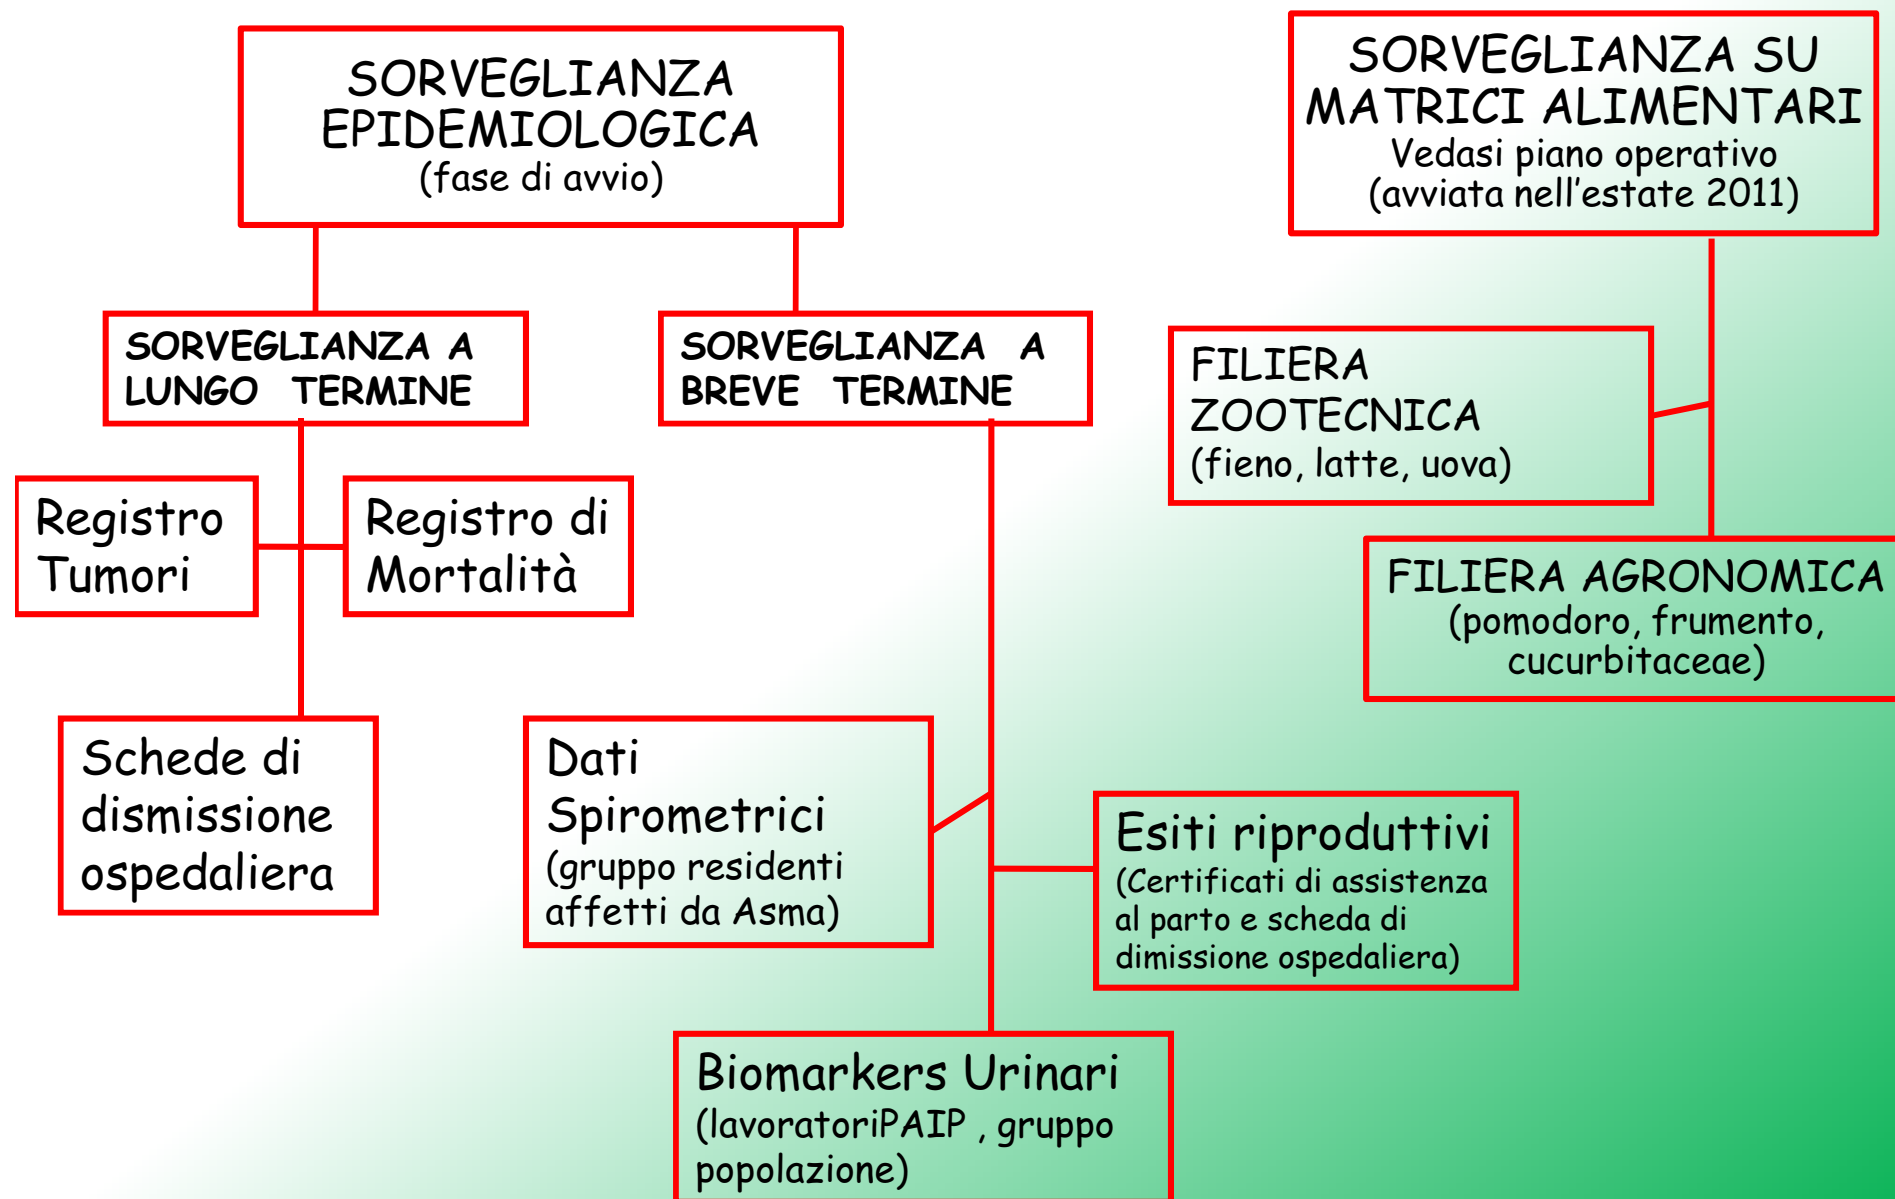 SORVEGLIANZA
EPIDEMIOLOGICA
(fase di avvio)
SORVEGLIANZA SU
MATRICI ALIMENTARI
Vedasi piano operativo
(avviata nell'estate 2011)
SORVEGLIANZA A
LUNGO TERMINE
SORVEGLIANZA A
BREVE TERMINE
FILIERA
ZOOTECNICA
(fieno, latte, uova)
Registro
Tumori
Registro di
Mortalità
FILIERA AGRONOMICA
(pomodoro, frumento,
cucurbitaceae)
Schede di
dismissione
ospedaliera
Dati
Spirometrici
(gruppo residenti
affetti da Asma)
Esiti riproduttivi
(Certificati di assistenza
al parto e scheda di
dimissione ospedaliera)
Biomarkers Urinari
(lavoratoriPAIP , gruppo
popolazione)